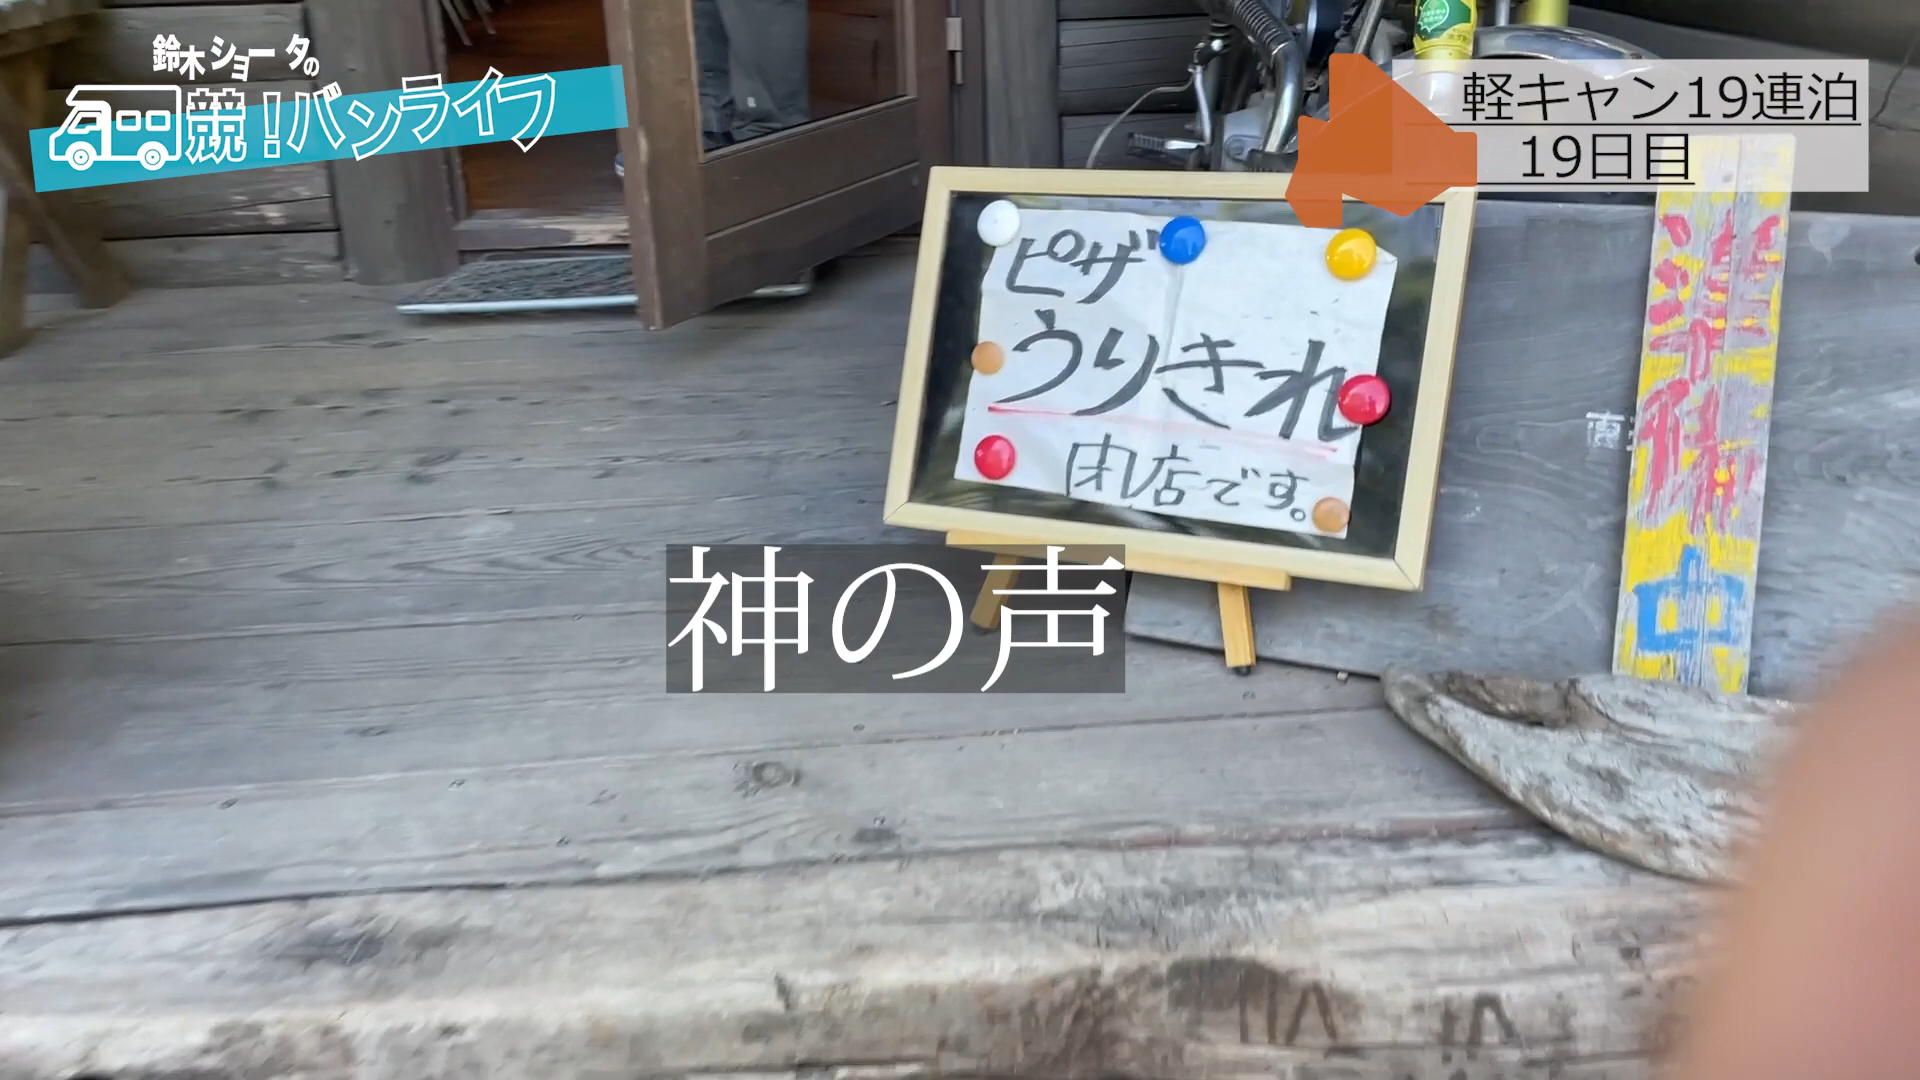 鈴木ショータの
競！バンライフ
軽キャン19連泊
19日目
ピザ
うりきれ
閉店です。
準備中
神の声